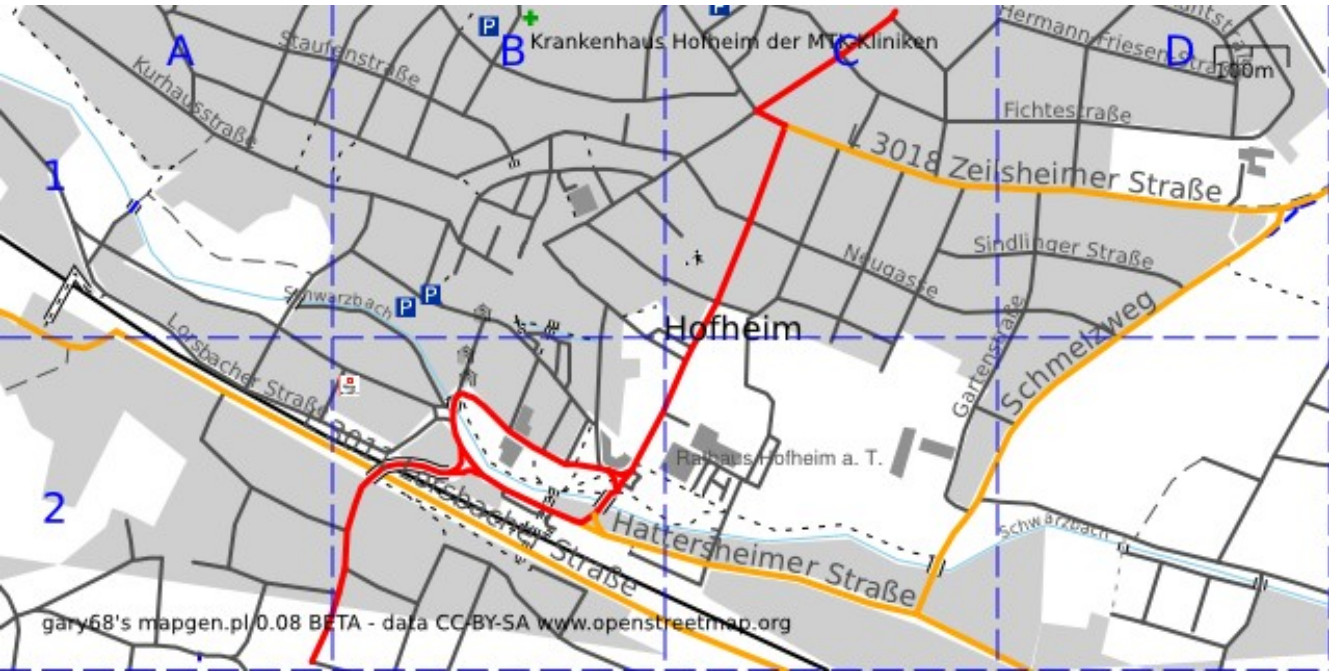 A
B
C
D
P
P
Krankenhaus Hofheim der MTK-Kliniken
Hermann-Friesen-Straße
100m
Staufenstraße
Kurhausstraße
Fichtestraße
L 3018 Zeilsheimer Straße
1
Sindlinger Straße
Neugasse
Schwarzbach
P
P
Hofheim
Lorsbacher Straße
Gartenstraße
Schmelzweg
Rathaus Hofheim a. T.
Lorsbacher Straße
2
Hattersheimer Straße
Schwarzbach
gary68's mapgen.pl 0.08 BETA - data CC-BY-SA www.openstreetmap.org